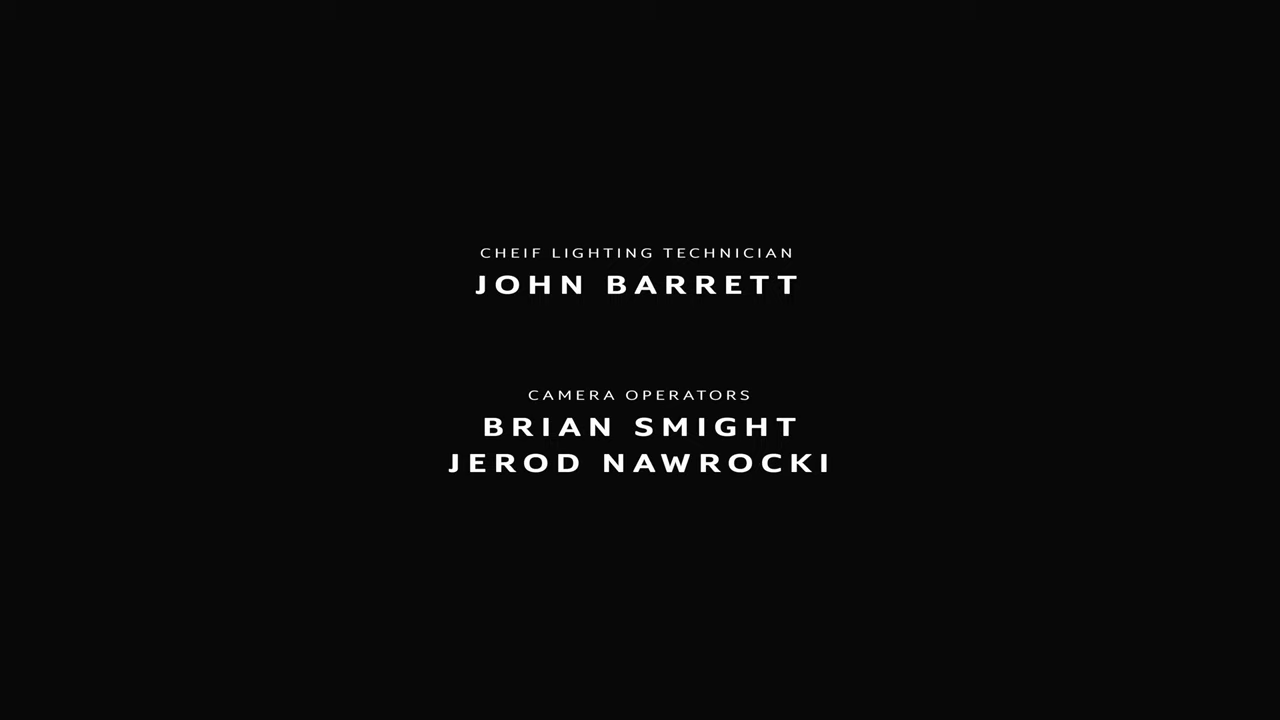 CHEIF LIGHTING TECHNICIAN
JOHN BARRETT
CAMERA OPERATORS
BRIAN SMIGHT
JEROD NAWROCKI